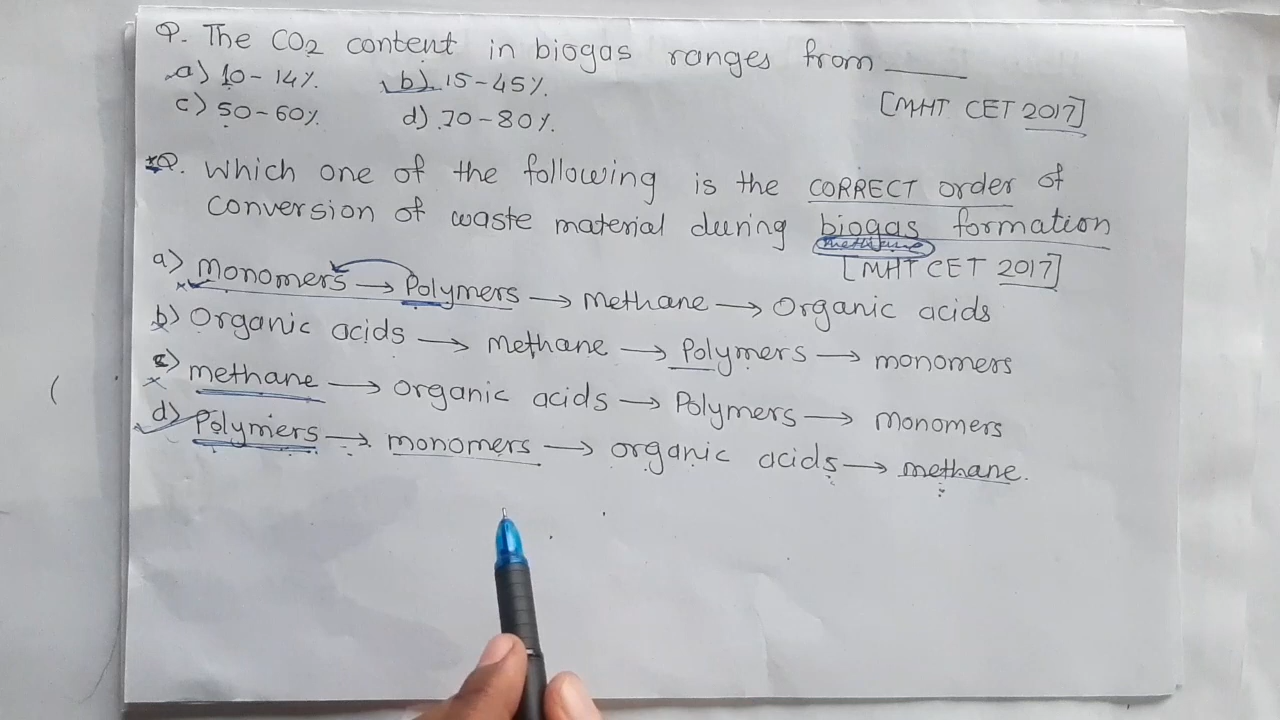 Q. The CO2 content in biogas ranges from ____
a) 10-14%. b) 15-45%.
c) 50-60%. d) 70-80%.
[MHT CET 2017]
*Q. Which one of the following is the CORRECT order of
conversion of waste material during biogas formation
methane
[MHT CET 2017]
a) monomers → Polymers → methane → Organic acids
b) Organic acids → methane → Polymers → monomers
c) methane → organic acids → Polymers → monomers
d) Polymers → monomers → organic acids → methane.